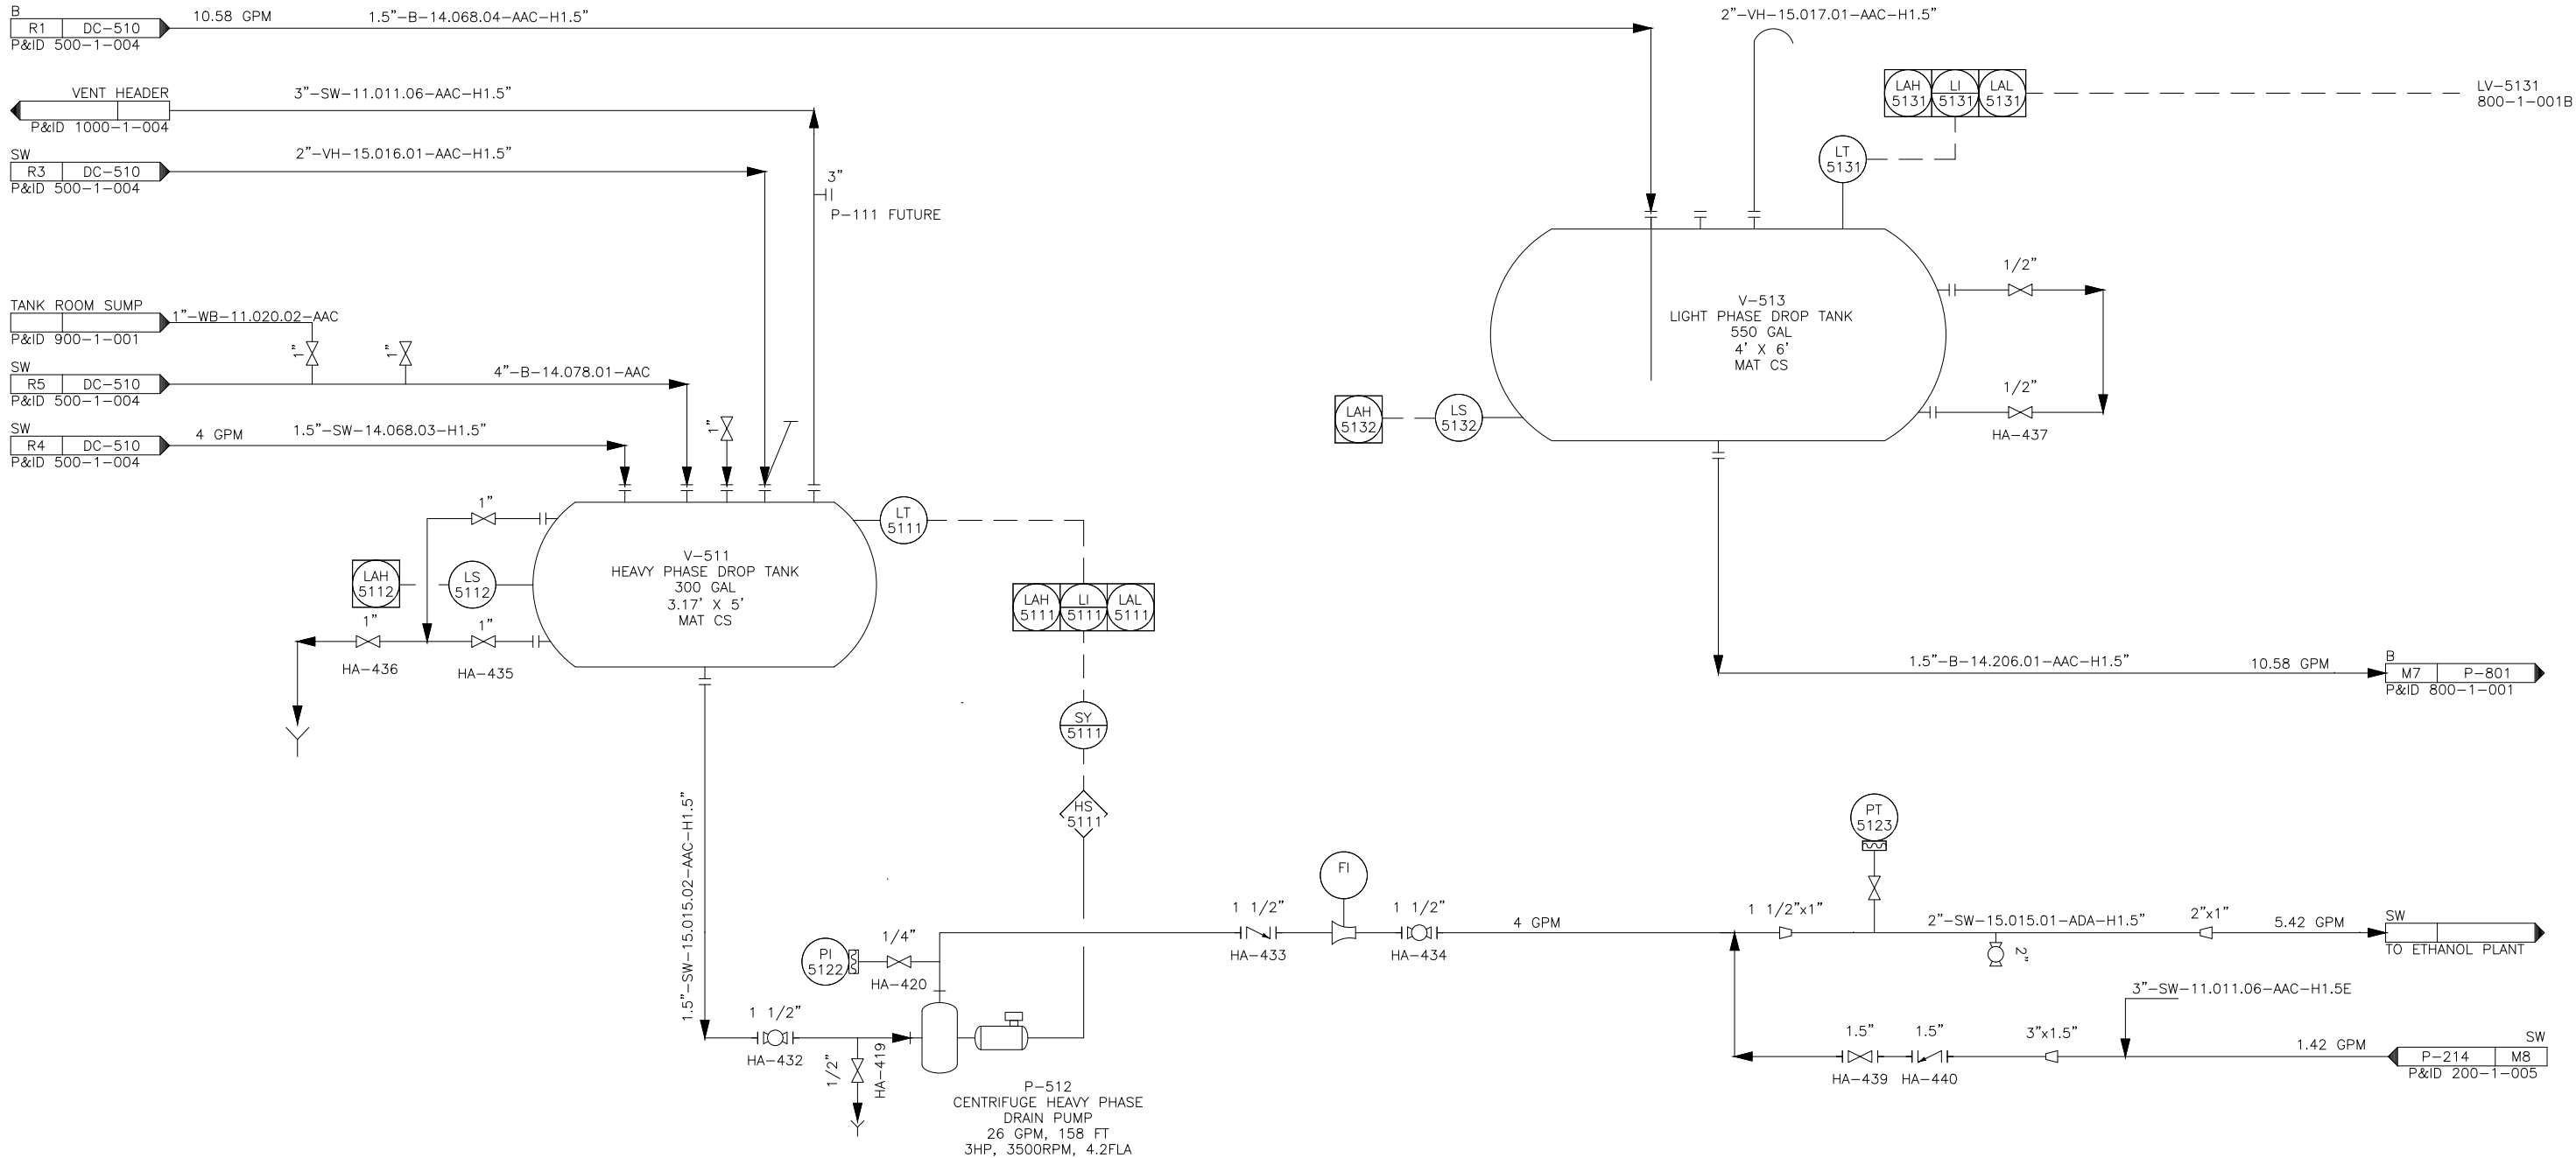 B
10.58 GPM
1.5”-B-14.068.04-AAC-H1.5”
R1 DC-510
P&ID 500-1-004
VENT HEADER
3”-SW-11.011.06-AAC-H1.5”
P&ID 1000-1-004
SW
2”-VH-15.016.01-AAC-H1.5”
R3 DC-510
P&ID 500-1-004
3”
P-111 FUTURE
TANK ROOM SUMP
1”-WB-11.020.02-AAC
P&ID 900-1-001
1”
1”
SW
R5 DC-510
4”-B-14.078.01-AAC
P&ID 500-1-004
SW
4 GPM
1.5”-SW-14.068.03-H1.5”
R4 DC-510
P&ID 500-1-004
1”
2”-VH-15.017.01-AAC-H1.5”
LAH 5131
LI 5131
LAL 5131
LV-5131
800-1-001B
LT 5131
V-513
LIGHT PHASE DROP TANK
550 GAL
4’ X 6’
MAT CS
1/2”
1/2”
HA-437
LAH 5132
LS 5132
1”
LT 5111
V-511
HEAVY PHASE DROP TANK
300 GAL
3.17’ X 5’
MAT CS
LAH 5112
LS 5112
1”
1”
HA-436
HA-435
LAH 5111
LI 5111
LAL 5111
SY 5111
HS 5111
1.5”-B-14.206.01-AAC-H1.5”
10.58 GPM
B
M7 P-801
P&ID 800-1-001
1.5”-SW-15.015.02-AAC-H1.5”
PI 5122
1/4”
HA-420
1 1/2”
HA-432
1/2”
HA-419
P-512
CENTRIFUGE HEAVY PHASE
DRAIN PUMP
26 GPM, 158 FT
3HP, 3500RPM, 4.2FLA
1 1/2”
HA-433
FI
1 1/2”
HA-434
4 GPM
1 1/2”x1”
PT 5123
2”-SW-15.015.01-ADA-H1.5”
2”
2”x1”
5.42 GPM
SW
TO ETHANOL PLANT
3”-SW-11.011.06-AAC-H1.5E
1.5”
HA-439
1.5”
HA-440
3”x1.5”
1.42 GPM
SW
P-214 M8
P&ID 200-1-005